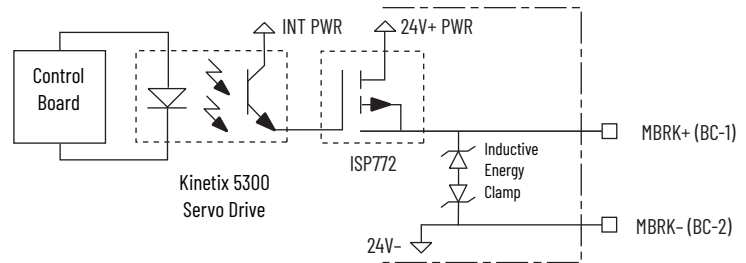 INT PWR
24V+ PWR
Control
Board
MBRK+ (BC-1)
Inductive
Energy
Clamp
ISP772
Kinetix 5300
Servo Drive
MBRK– (BC-2)
24V–